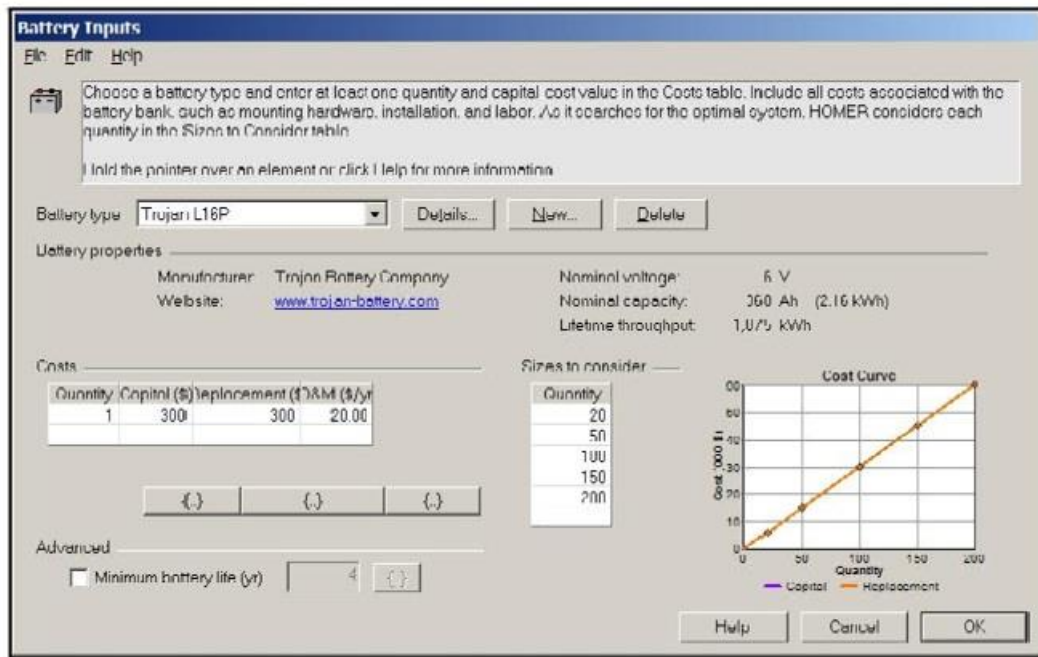 Battery Inputs
File Edit Help
Choose a battery type and enter at least one quantity and capital cost value in the Costs table. Include all costs associated with the
battery bank, such as mounting hardware, installation, and labor. As it searches for the optimal system, HOMER considers each
quantity in the Sizes to Consider table.
Hold the pointer over an element or click Help for more information.
Battery type Trojan L16P Details... New... Delete
Battery properties
Manufacturer: Trojan Battery Company Nominal voltage: 6 V
Website: www.trojan-battery.com Nominal capacity: 360 Ah (2.16 kWh)
Lifetime throughput: 1,075 kWh
Costs Sizes to consider
Quantity Capital ($) Replacement ($) O&M ($/yr) Quantity Cost Curve
1 300 300 20.00 20
50
100
150
200
{..} {..} {..}
Cost ('000 $)
60
50
40
30
20
10
0
0 50 100 150 200
Quantity
Capital Replacement
Advanced
Minimum battery life (yr) 4 {..}
Help Cancel OK